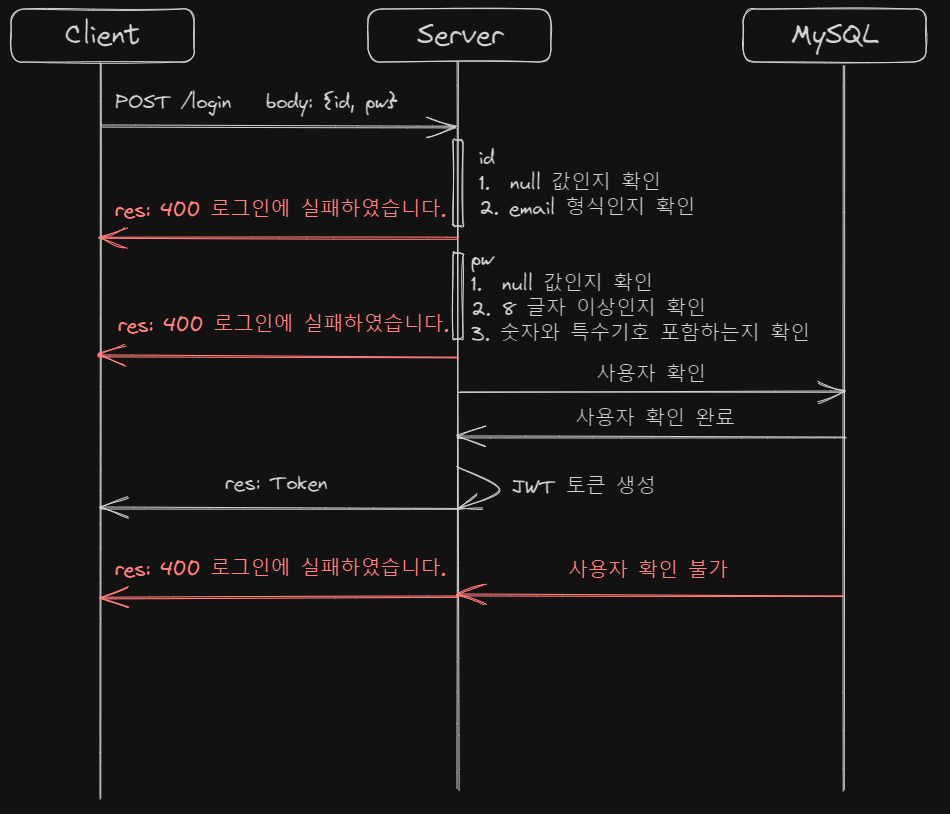 Client
Server
MySQL
POST /login body: {id, pw}
id
1. null 값인지 확인
2. email 형식인지 확인
res: 400 로그인에 실패하였습니다.
pw
1. null 값인지 확인
2. 8 글자 이상인지 확인
3. 숫자와 특수기호 포함하는지 확인
res: 400 로그인에 실패하였습니다.
사용자 확인
사용자 확인 완료
JWT 토큰 생성
res: Token
사용자 확인 불가
res: 400 로그인에 실패하였습니다.